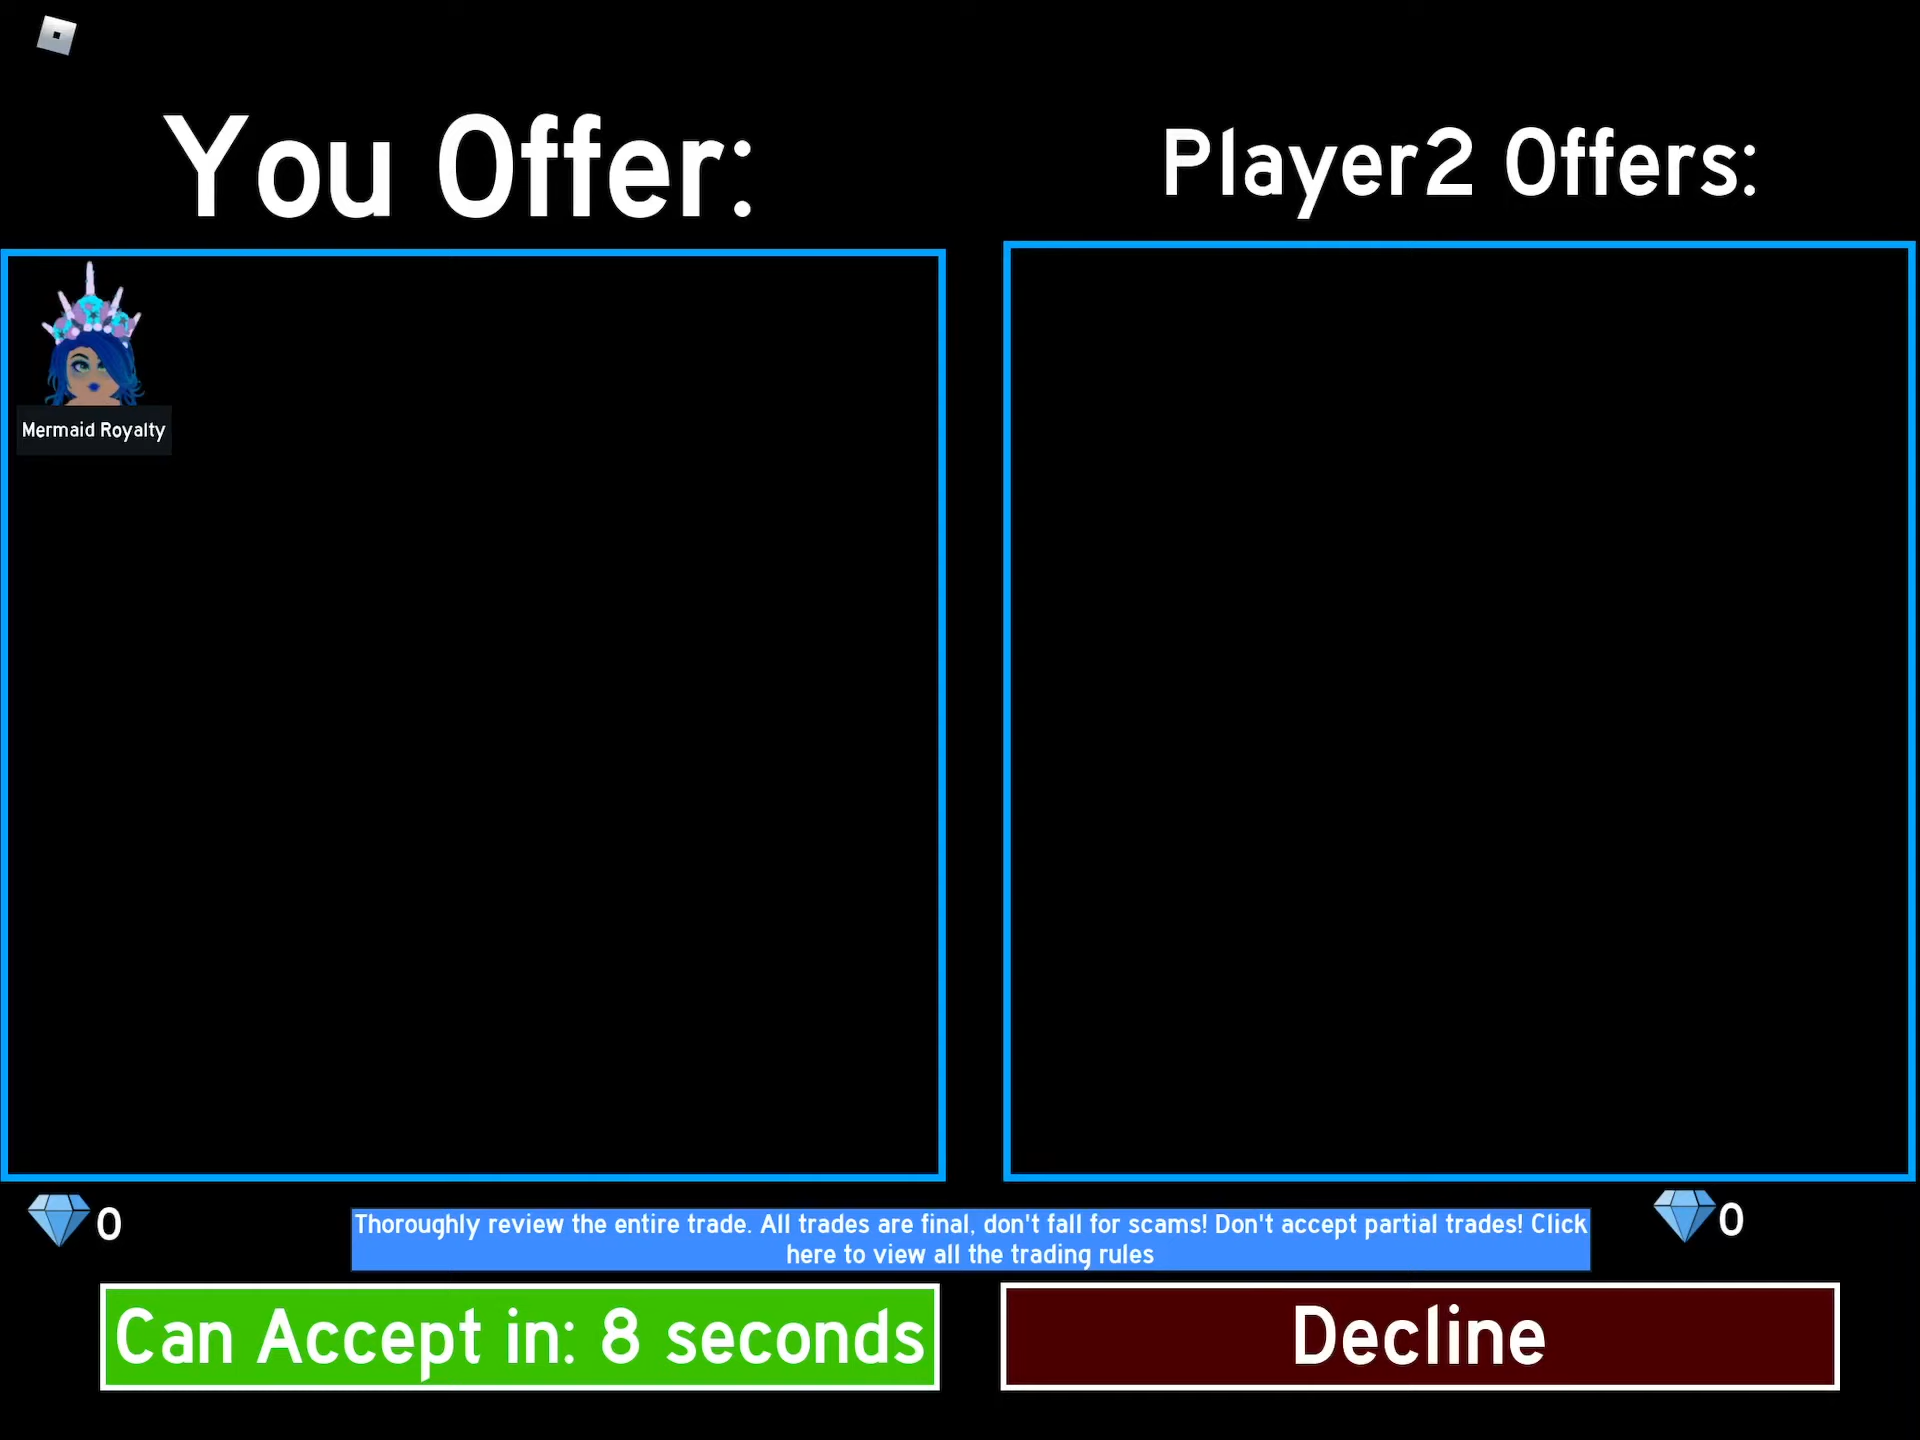 You Offer:
Player2 Offers:
Mermaid Royalty
0
Thoroughly review the entire trade. All trades are final, don't fall for scams! Don't accept partial trades! Click
here to view all the trading rules
0
Can Accept in: 8 seconds
Decline